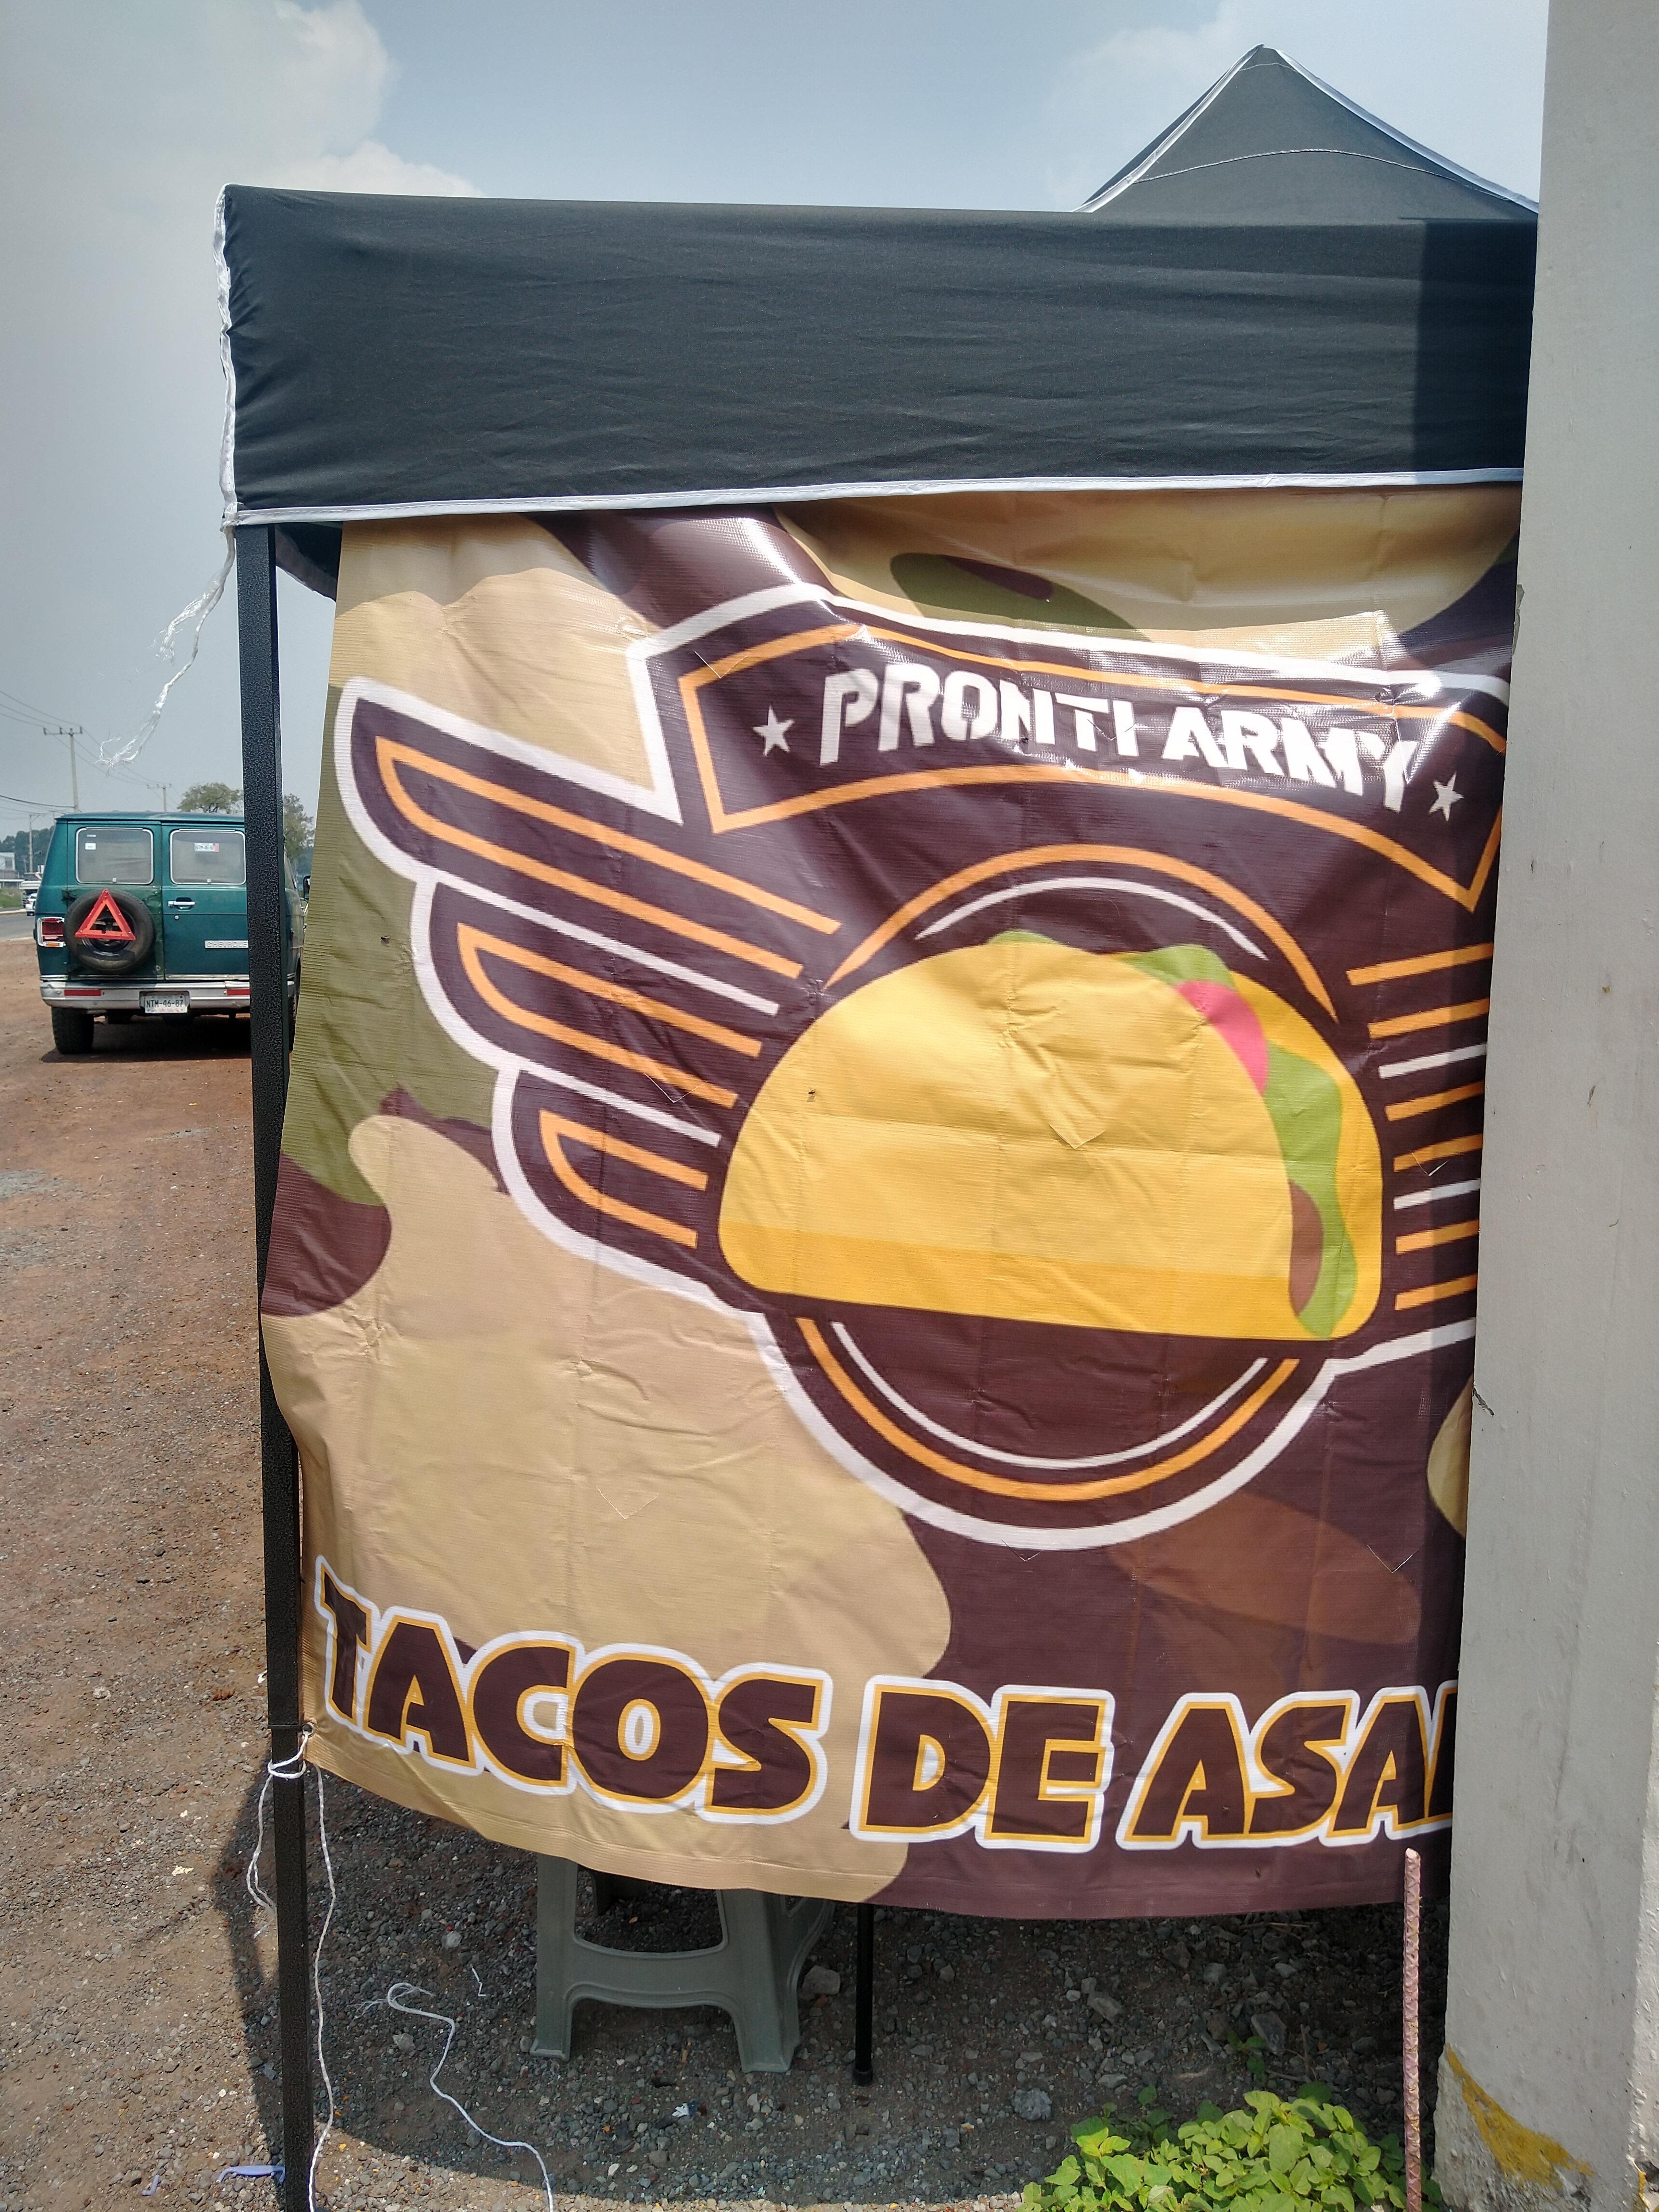 PRONTI ARMY
TACOS DE ASA